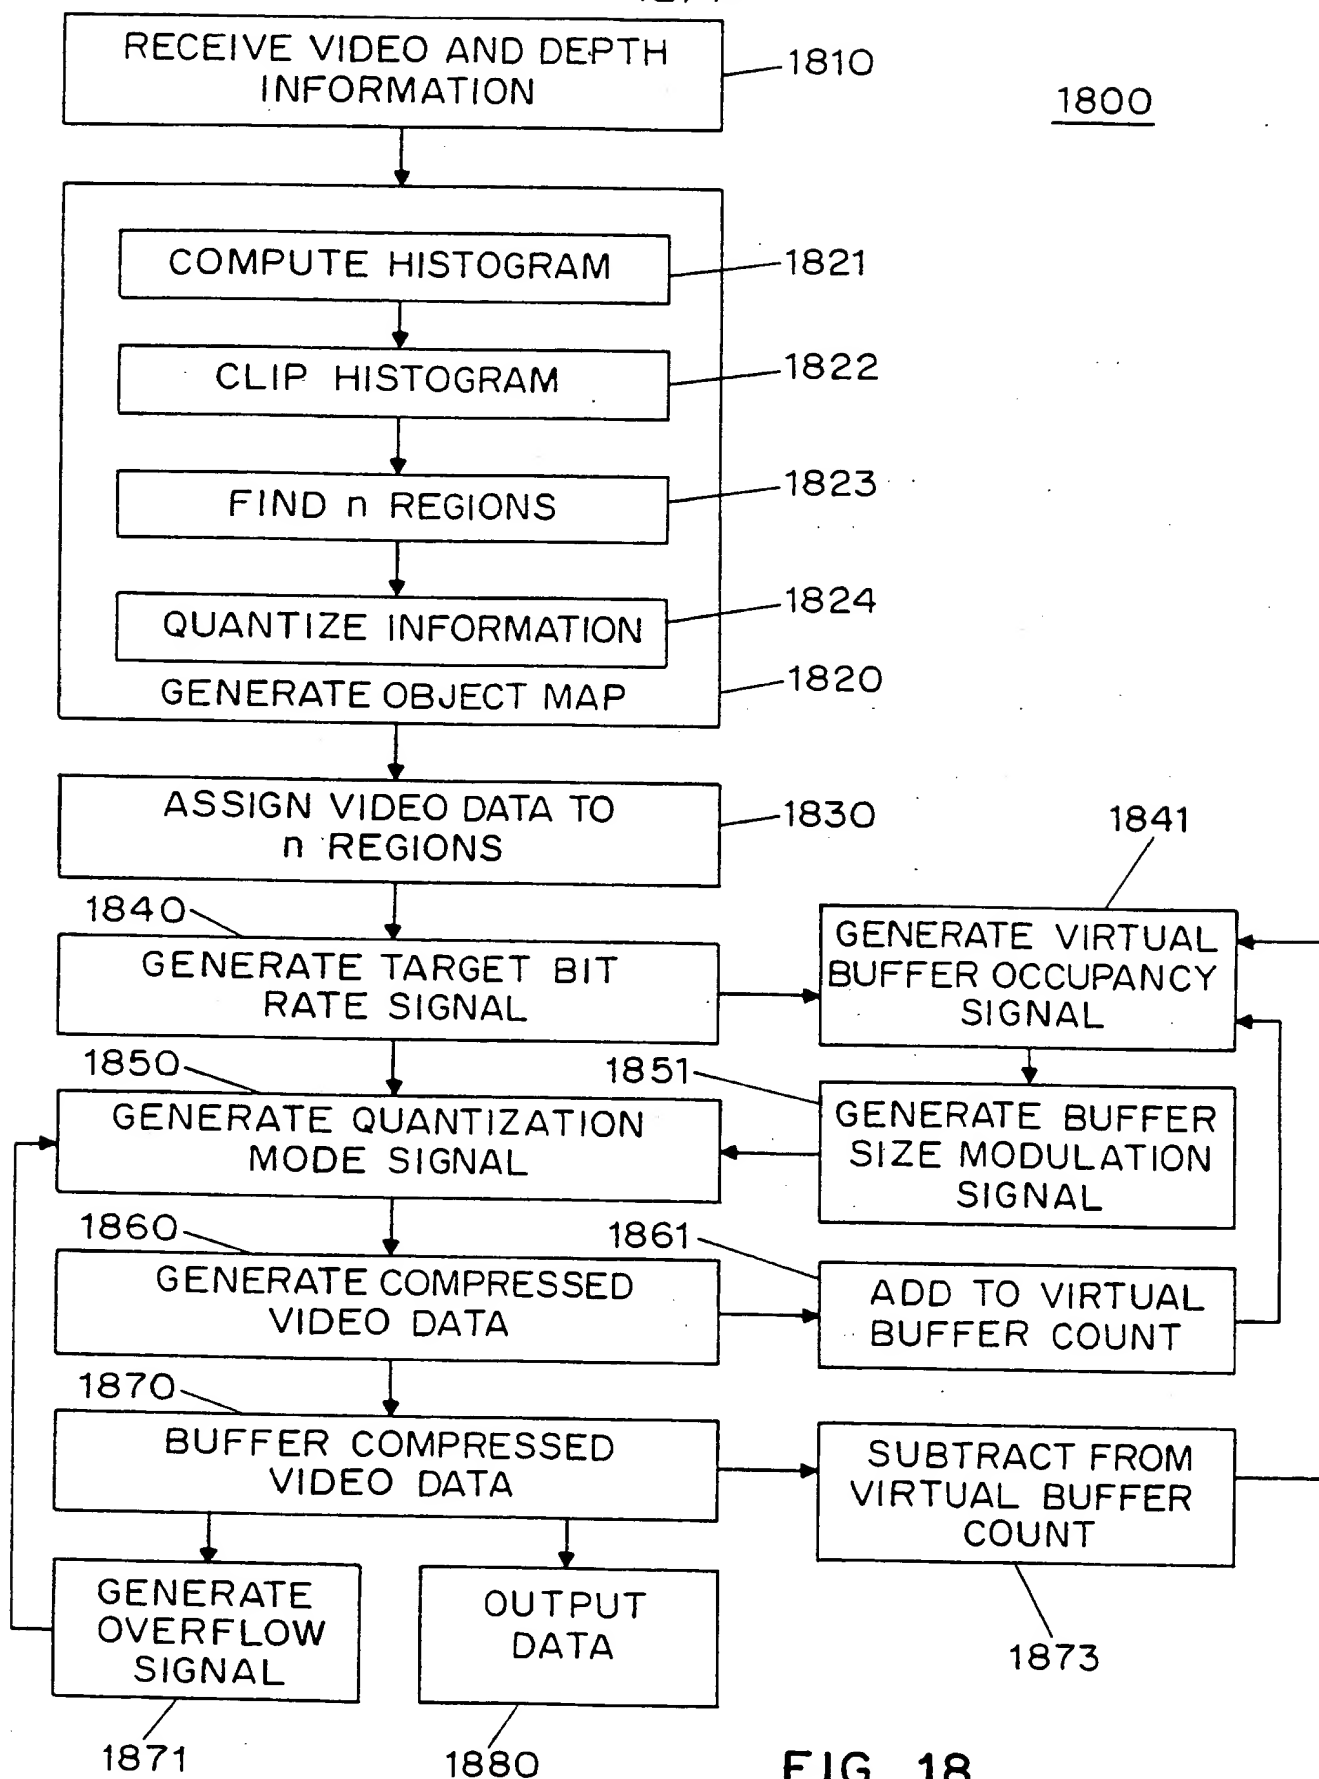 RECEIVE VIDEO AND DEPTH
INFORMATION
1810
1800
COMPUTE HISTOGRAM
1821
CLIP HISTOGRAM
1822
FIND n REGIONS
1823
QUANTIZE INFORMATION
1824
GENERATE OBJECT MAP
1820
ASSIGN VIDEO DATA TO
n REGIONS
1830
1840
GENERATE TARGET BIT
RATE SIGNAL
1841
GENERATE VIRTUAL
BUFFER OCCUPANCY
SIGNAL
1850
GENERATE QUANTIZATION
MODE SIGNAL
1851
GENERATE BUFFER
SIZE MODULATION
SIGNAL
1860
GENERATE COMPRESSED
VIDEO DATA
1861
ADD TO VIRTUAL
BUFFER COUNT
1870
BUFFER COMPRESSED
VIDEO DATA
SUBTRACT FROM
VIRTUAL BUFFER
COUNT
1873
GENERATE
OVERFLOW
SIGNAL
1871
OUTPUT
DATA
1880
FIG. 18